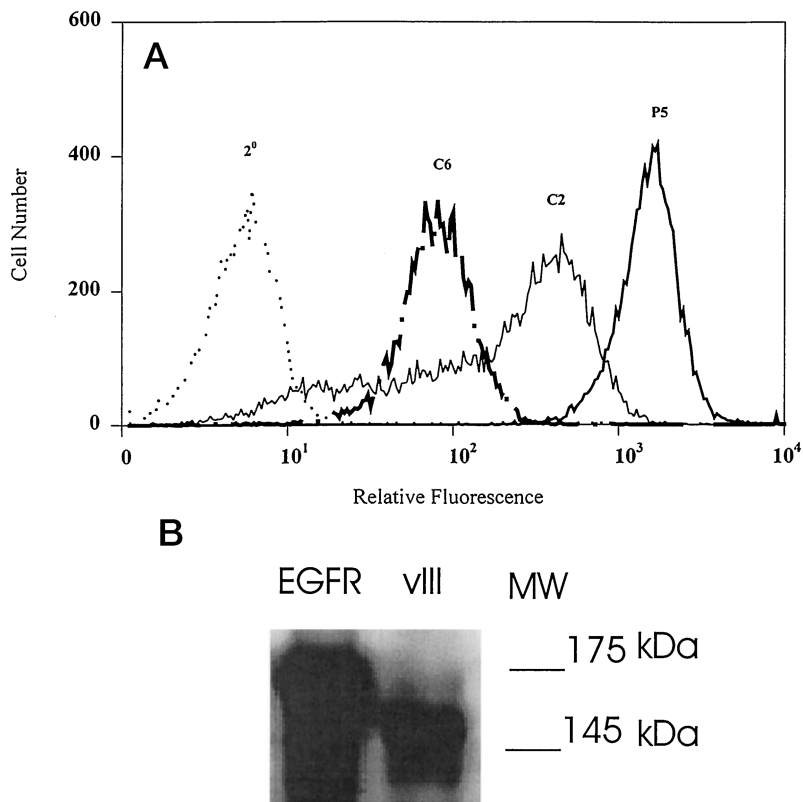 A
600
400
200
0
Cell Number
2⁰
C6
C2
P5
0 10¹ 10² 10³ 10⁴
Relative Fluorescence
B
EGFR vIII MW
175 kDa
145 kDa